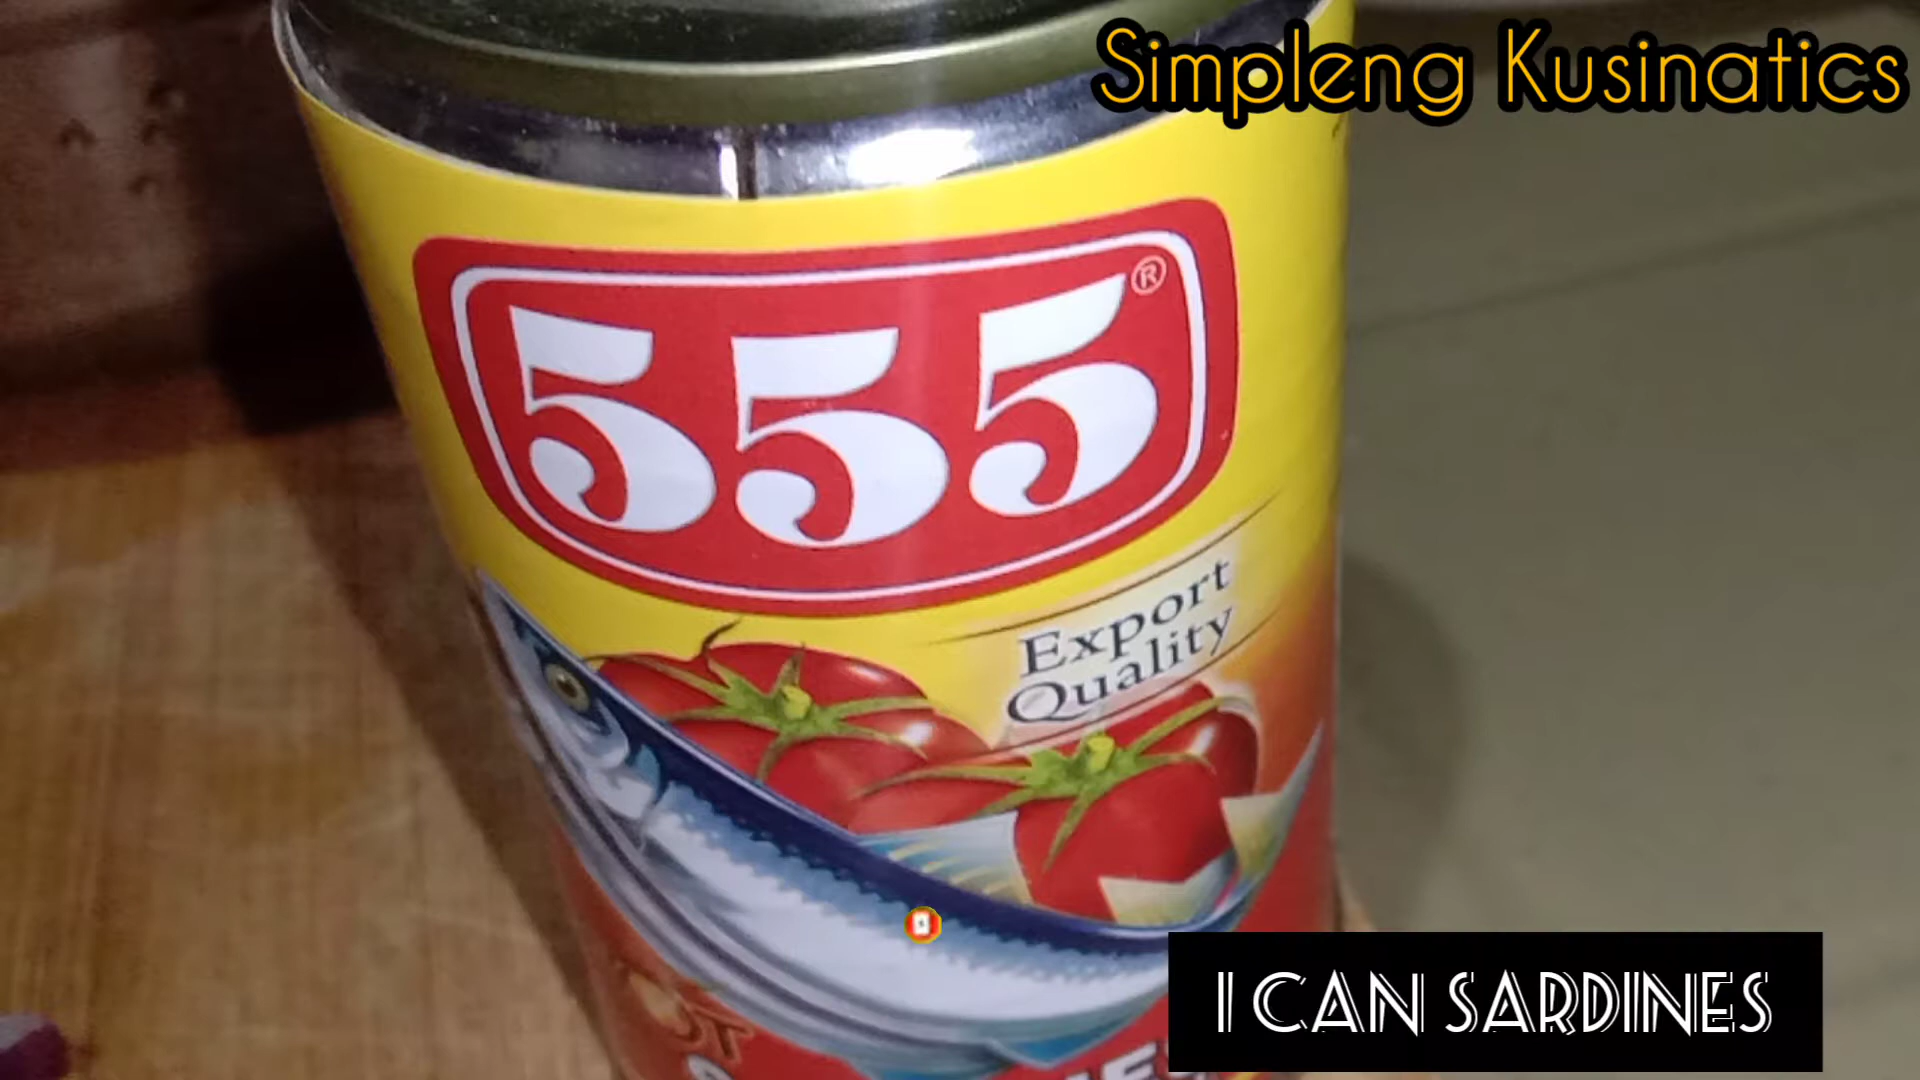 Simpleng Kusinatics
555®
Export
Quality
I CAN SARDINES